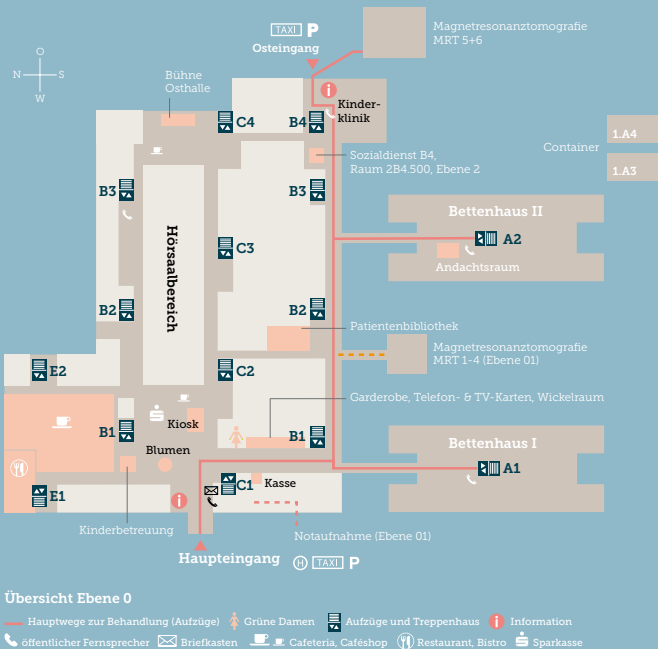 TAXI P
Osteingang
Magnetresonanztomografie
MRT 5+6
O
N S
W
Bühne
Osthalle
i
Kinder-
klinik
C4
B4
Container
1.A4
1.A3
Sozialdienst B4,
Raum 2B4.500, Ebene 2
B3
B3
Bettenhaus II
A2
Andachtsraum
Hörsaalbereich
C3
B2
B2
Patientenbibliothek
Magnetresonanztomografie
MRT 1-4 (Ebene 01)
E2
C2
Garderobe, Telefon- & TV-Karten, Wickelraum
Kiosk
B1
B1
Bettenhaus I
Blumen
A1
C1
Kasse
E1
i
Kinderbetreuung
Notaufnahme (Ebene 01)
Haupteingang
H TAXI P
Übersicht Ebene 0
Hauptwege zur Behandlung (Aufzüge) Grüne Damen Aufzüge und Treppenhaus i Information
öffentlicher Fernsprecher Briefkasten Cafeteria, Caféshop Restaurant, Bistro Sparkasse